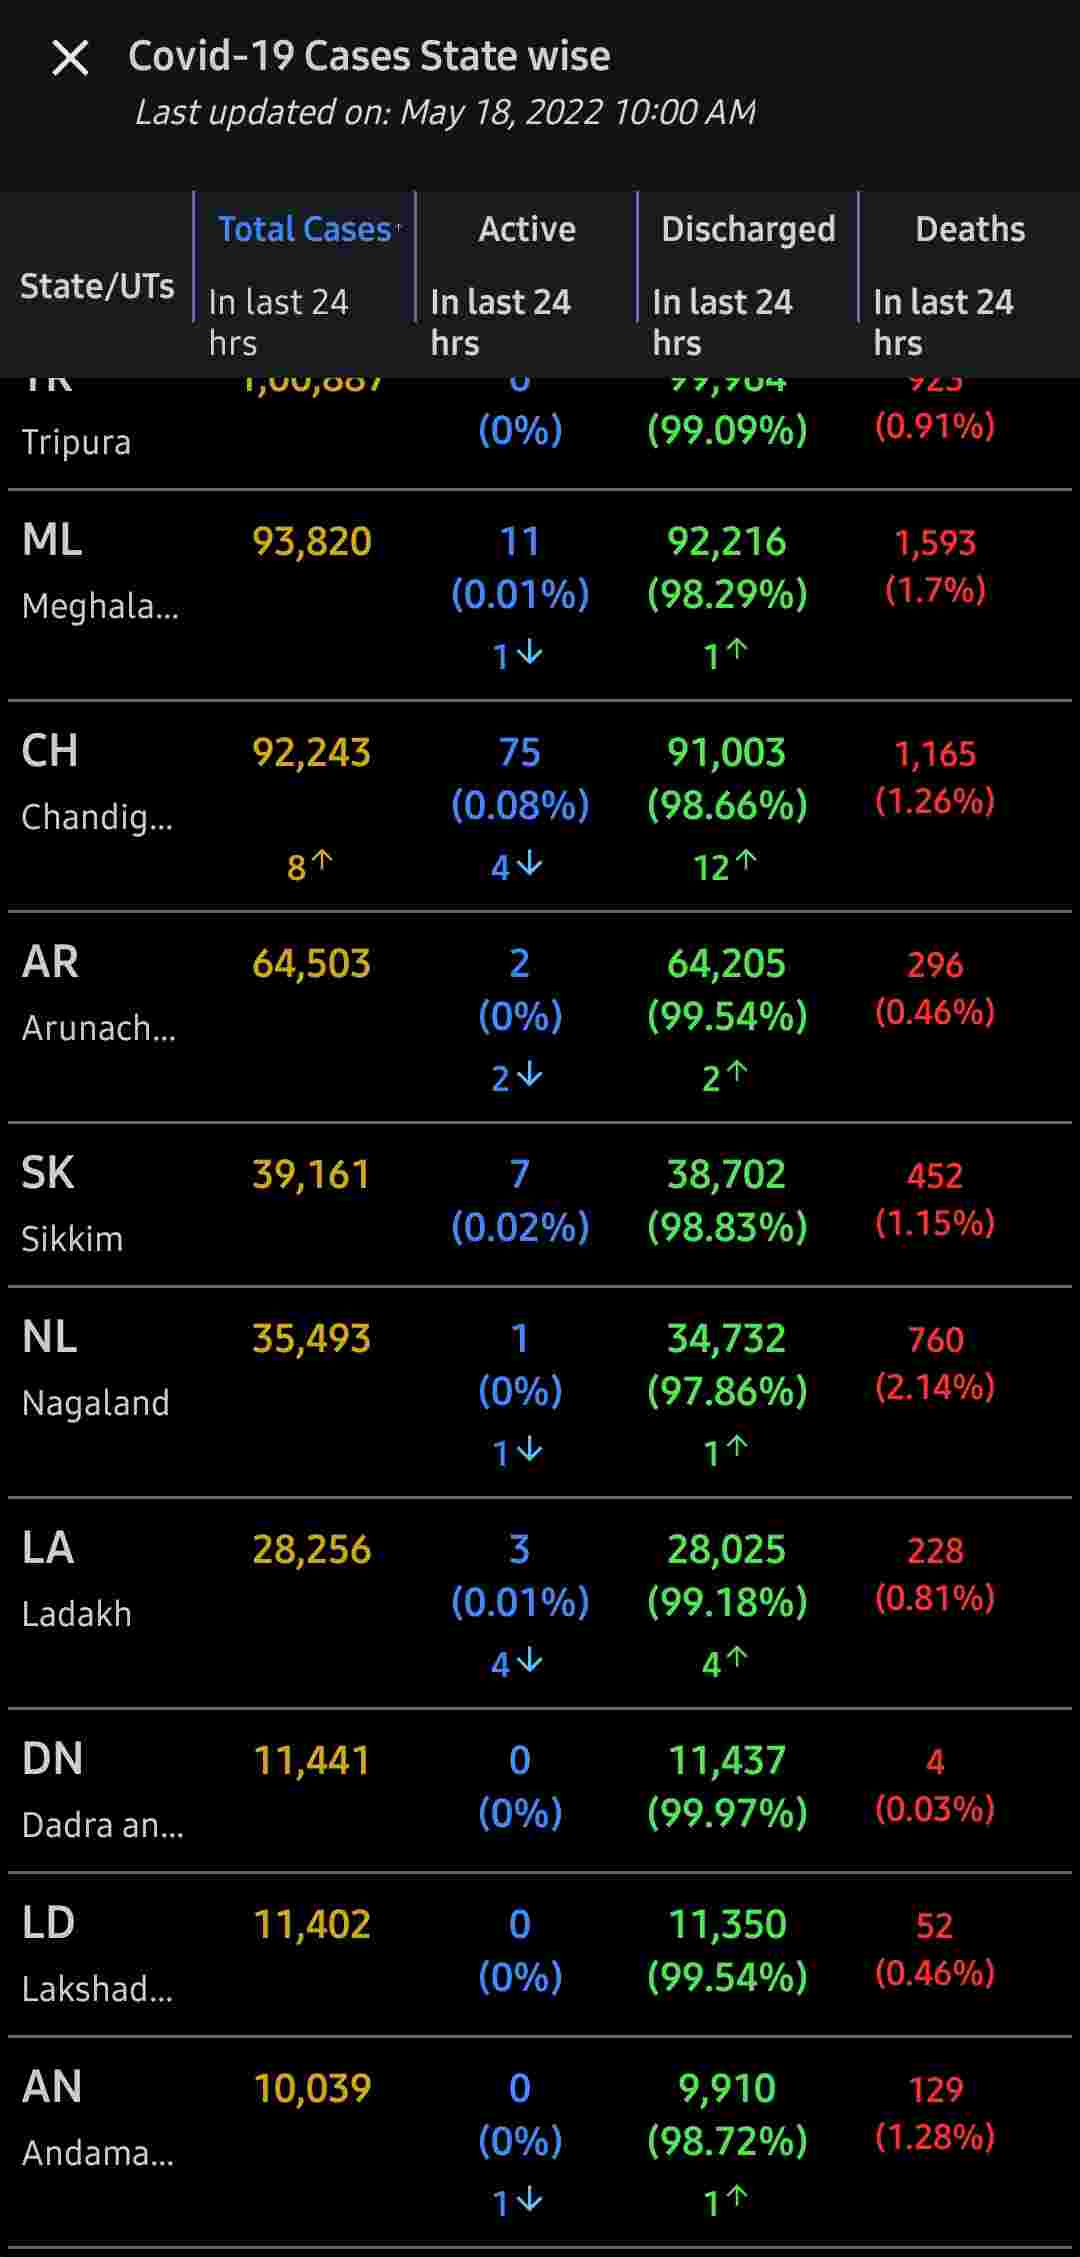 Covid-19 Cases State wise
Last updated on: May 18, 2022 10:00 AM
State/UTs
Total Cases↑
In last 24
hrs
Active
In last 24
hrs
Discharged
In last 24
hrs
Deaths
In last 24
hrs
TR 1,00,887 0 99,964 923
Tripura (0%) (99.09%) (0.91%)
ML 93,820 11 92,216 1,593
Meghala... (0.01%) (98.29%) (1.7%)
1↓ 1↑
CH 92,243 75 91,003 1,165
Chandig... (0.08%) (98.66%) (1.26%)
8↑ 4↓ 12↑
AR 64,503 2 64,205 296
Arunach... (0%) (99.54%) (0.46%)
2↓ 2↑
SK 39,161 7 38,702 452
Sikkim (0.02%) (98.83%) (1.15%)
NL 35,493 1 34,732 760
Nagaland (0%) (97.86%) (2.14%)
1↓ 1↑
LA 28,256 3 28,025 228
Ladakh (0.01%) (99.18%) (0.81%)
4↓ 4↑
DN 11,441 0 11,437 4
Dadra an... (0%) (99.97%) (0.03%)
LD 11,402 0 11,350 52
Lakshad... (0%) (99.54%) (0.46%)
AN 10,039 0 9,910 129
Andama... (0%) (98.72%) (1.28%)
1↓ 1↑